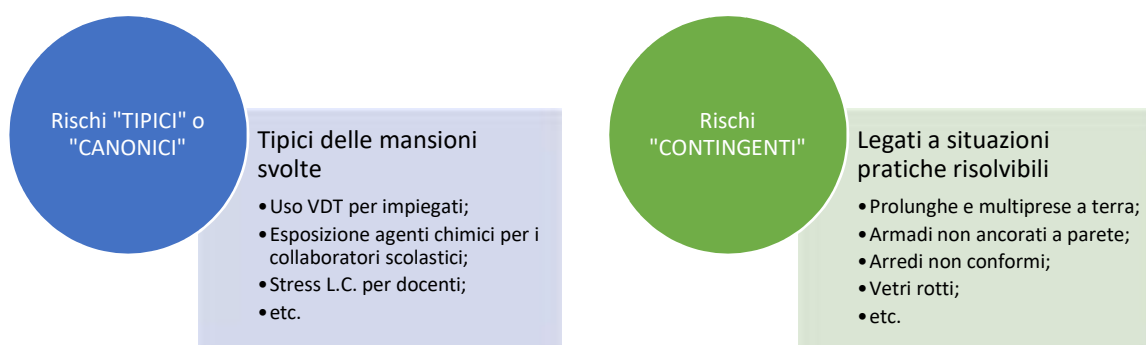 Rischi "TIPICI" o
"CANONICI"
Tipici delle mansioni
svolte
•Uso VDT per impiegati;
•Esposizione agenti chimici per i
collaboratori scolastici;
•Stress L.C. per docenti;
•etc.
Rischi
"CONTINGENTI"
Legati a situazioni
pratiche risolvibili
•Prolunghe e multiprese a terra;
•Armadi non ancorati a parete;
•Arredi non conformi;
•Vetri rotti;
•etc.